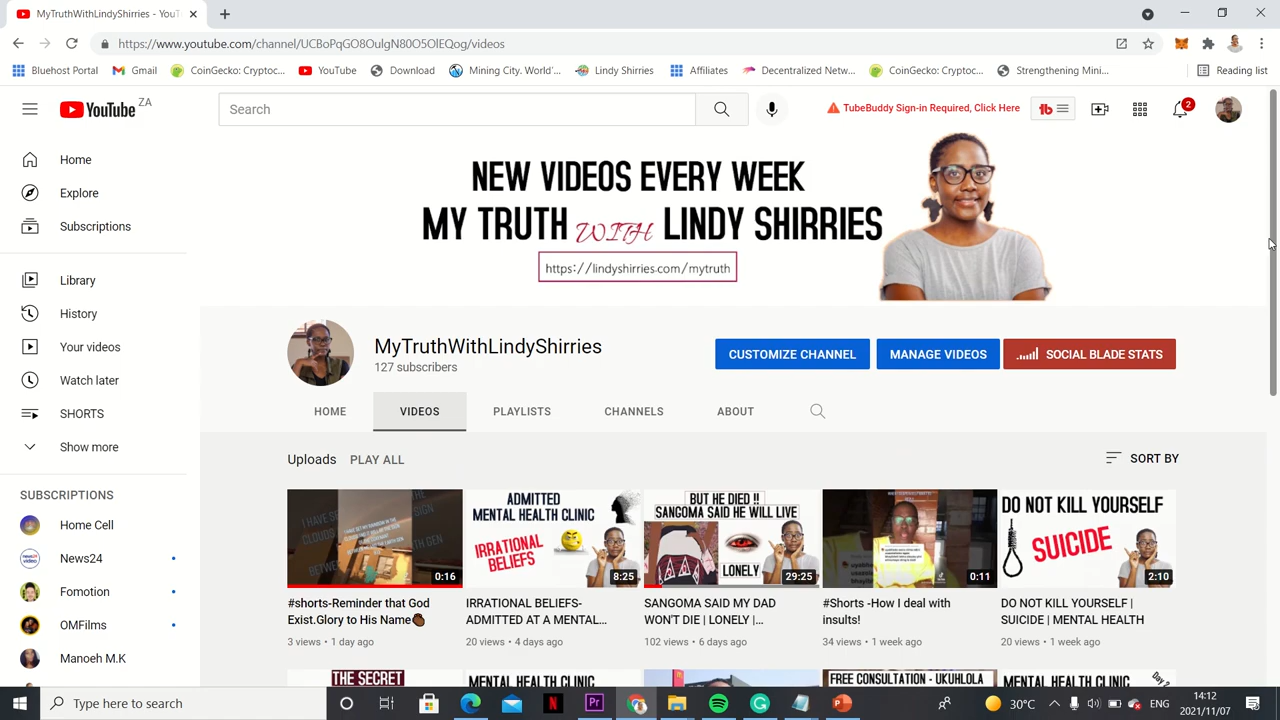 MyTruthWithLindyShirries - YouT
https://www.youtube.com/channel/UCBoPqGO8OulgN80O5OlEQog/videos
Bluehost Portal
Gmail
CoinGecko: Cryptoc...
YouTube
Download
Mining City. World'...
Lindy Shirries
Affiliates
Decentralized Netw...
CoinGecko: Cryptoc...
Strengthening Mini...
Reading list
YouTube ZA
Search
TubeBuddy Sign-in Required, Click Here
tb
2
Home
Explore
Subscriptions
Library
History
Your videos
Watch later
SHORTS
Show more
SUBSCRIPTIONS
Home Cell
News24
Fomotion
OMFilms
Manoeh M.K
NEW VIDEOS EVERY WEEK
MY TRUTH WITH LINDY SHIRRIES
https://lindyshirries.com/mytruth
MyTruthWithLindyShirries
127 subscribers
CUSTOMIZE CHANNEL
MANAGE VIDEOS
SOCIAL BLADE STATS
HOME
VIDEOS
PLAYLISTS
CHANNELS
ABOUT
Uploads
PLAY ALL
SORT BY
0:16
#shorts-Reminder that God
Exist.Glory to His Name
3 views • 1 day ago
ADMITTED
MENTAL HEALTH CLINIC
IRRATIONAL
BELIEFS
8:25
IRRATIONAL BELIEFS-
ADMITTED AT A MENTAL...
20 views • 4 days ago
BUT HE DIED !!
SANGOMA SAID HE WILL LIVE
LONELY
29:25
SANGOMA SAID MY DAD
WON'T DIE | LONELY |...
102 views • 6 days ago
0:11
#Shorts -How I deal with
insults!
34 views • 1 week ago
DO NOT KILL YOURSELF
SUICIDE
2:10
DO NOT KILL YOURSELF |
SUICIDE | MENTAL HEALTH
20 views • 1 week ago
THE SECRET
MENTAL HEALTH CLINIC
FREE CONSULTATION - UKUHLOLA
MENTAL HEALTH CLINIC
Type here to search
30°C
ENG
14:12
2021/11/07